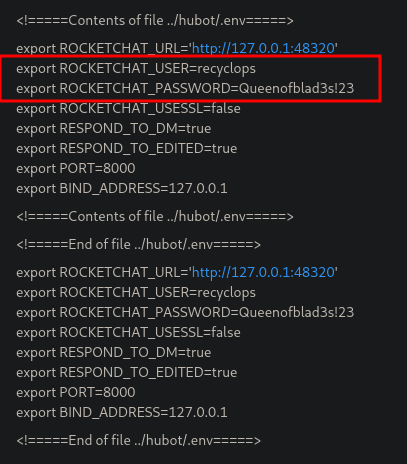 <!=====Contents of file ../hubot/.env=====>
export ROCKETCHAT_URL='http://127.0.0.1:48320'
export ROCKETCHAT_USER=recyclops
export ROCKETCHAT_PASSWORD=Queenofblad3s!23
export ROCKETCHAT_USESSL=false
export RESPOND_TO_DM=true
export RESPOND_TO_EDITED=true
export PORT=8000
export BIND_ADDRESS=127.0.0.1
<!=====Contents of file ../hubot/.env=====>
<!=====End of file ../hubot/.env=====>
export ROCKETCHAT_URL='http://127.0.0.1:48320'
export ROCKETCHAT_USER=recyclops
export ROCKETCHAT_PASSWORD=Queenofblad3s!23
export ROCKETCHAT_USESSL=false
export RESPOND_TO_DM=true
export RESPOND_TO_EDITED=true
export PORT=8000
export BIND_ADDRESS=127.0.0.1
<!=====End of file ../hubot/.env=====>